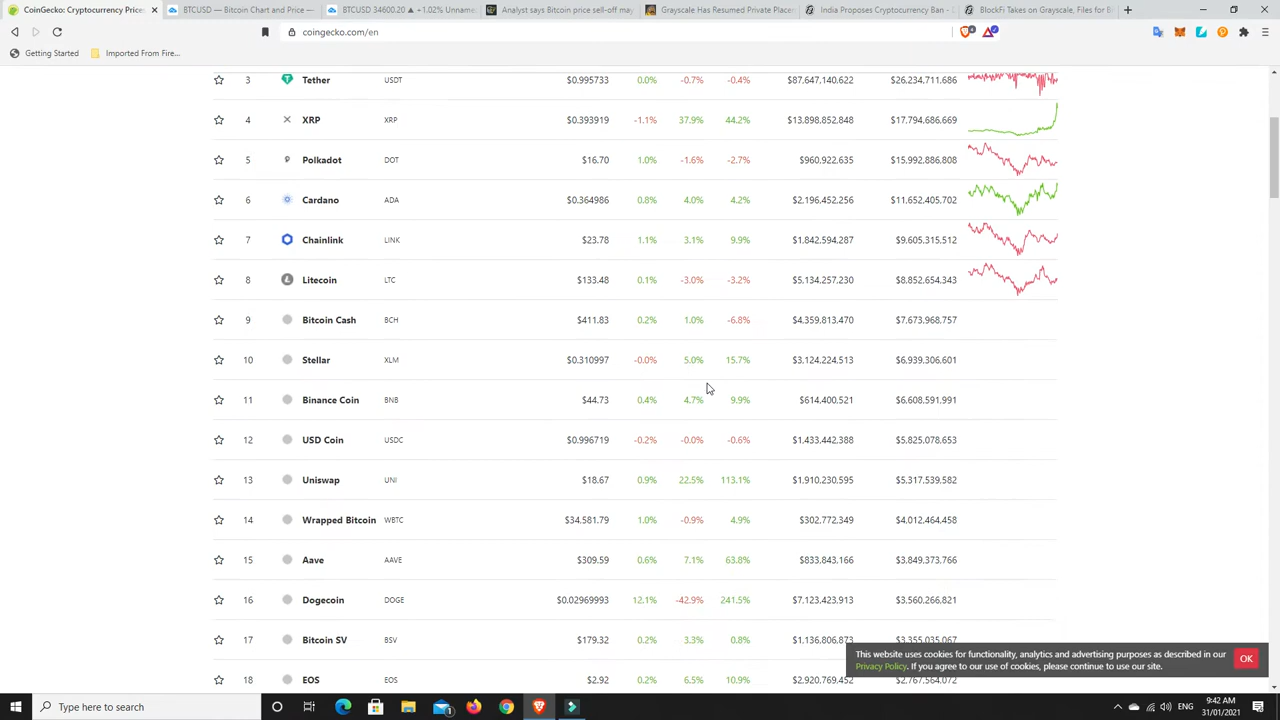 CoinGecko: Cryptocurrency Prices
BTCUSD — Bitcoin Chart and Price —
BTCUSD 34600.20 ▲ +1.02% Unname
Analyst says Bitcoin price sell-off may
Grayscale Has Resumed Private Placem
India Proposes Cryptocurrency Ban -
BlockFi Takes on Grayscale, Files for B
coingecko.com/en
Getting Started
Imported From Fire...
3 Tether USDT $0.995733 0.0% -0.7% -0.4% $87,647,140,622 $26,234,711,686
4 XRP XRP $0.393919 -1.1% 37.9% 44.2% $13,898,852,848 $17,794,686,669
5 Polkadot DOT $16.70 1.0% -1.6% -2.7% $960,922,635 $15,992,886,808
6 Cardano ADA $0.364986 0.8% 4.0% 4.2% $2,196,452,256 $11,652,405,702
7 Chainlink LINK $23.78 1.1% 3.1% 9.9% $1,842,594,287 $9,605,315,512
8 Litecoin LTC $133.48 0.1% -3.0% -3.2% $5,134,257,230 $8,852,654,343
9 Bitcoin Cash BCH $411.83 0.2% 1.0% -6.8% $4,359,813,470 $7,673,968,757
10 Stellar XLM $0.310997 -0.0% 5.0% 15.7% $3,124,224,513 $6,939,306,601
11 Binance Coin BNB $44.73 0.4% 4.7% 9.9% $614,400,521 $6,608,591,991
12 USD Coin USDC $0.996719 -0.2% -0.0% -0.6% $1,433,442,388 $5,825,078,653
13 Uniswap UNI $18.67 0.9% 22.5% 113.1% $1,910,230,595 $5,317,539,582
14 Wrapped Bitcoin WBTC $34,581.79 1.0% -0.9% 4.9% $302,772,349 $4,012,464,458
15 Aave AAVE $309.59 0.6% 7.1% 63.8% $833,843,166 $3,849,373,766
16 Dogecoin DOGE $0.02969993 12.1% -42.9% 241.5% $7,123,423,913 $3,560,266,821
17 Bitcoin SV BSV $179.32 0.2% 3.3% 0.8% $1,136,806,873 $3,355,035,067
This website uses cookies for functionality, analytics and advertising purposes as described in our
Privacy Policy. If you agree to our use of cookies, please continue to use our site.
OK
18 EOS EOS $2.92 0.2% 6.5% 10.9% $2,920,769,452 $2,767,564,072
Type here to search
ENG
9:42 AM
31/01/2021